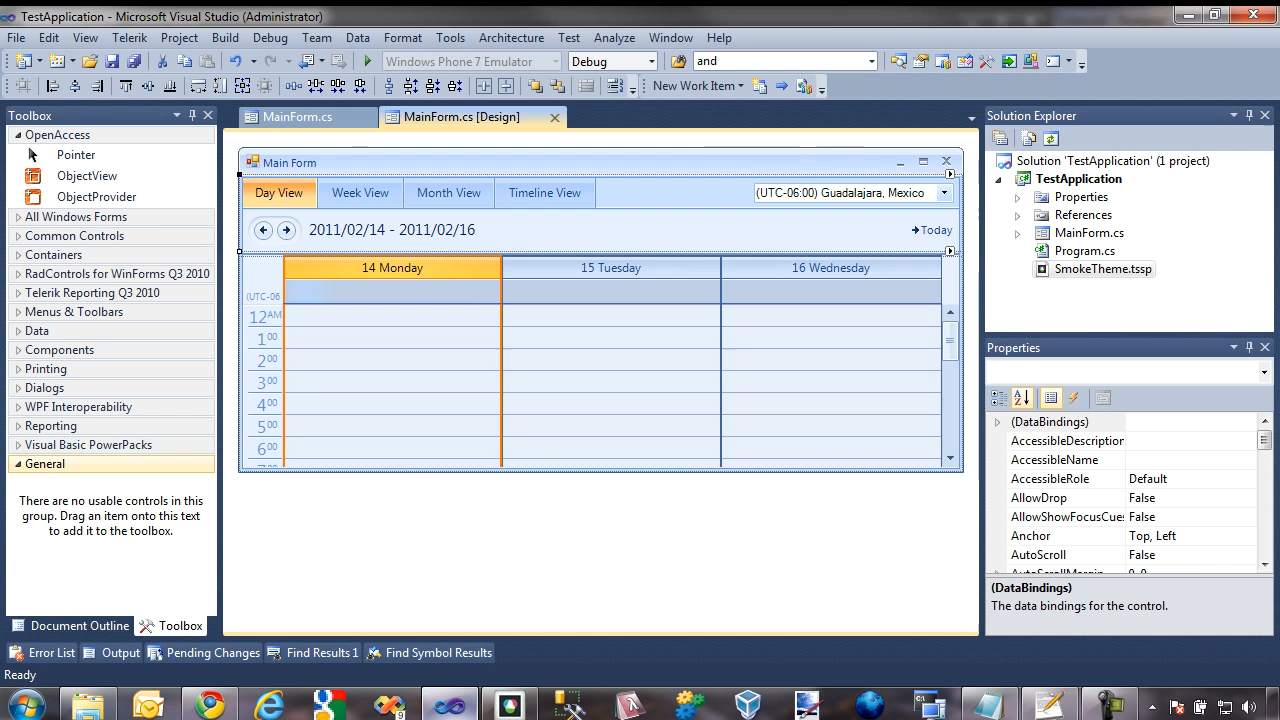 TestApplication - Microsoft Visual Studio (Administrator)
File Edit View Telerik Project Build Debug Team Data Format Tools Architecture Test Analyze Window Help
Windows Phone 7 Emulator Debug and
New Work Item
Toolbox
OpenAccess
Pointer
ObjectView
ObjectProvider
All Windows Forms
Common Controls
Containers
RadControls for WinForms Q3 2010
Telerik Reporting Q3 2010
Menus & Toolbars
Data
Components
Printing
Dialogs
WPF Interoperability
Reporting
Visual Basic PowerPacks
General
There are no usable controls in this
group. Drag an item onto this text
to add it to the toolbox.
Document Outline Toolbox
MainForm.cs MainForm.cs [Design]
Main Form
Day View Week View Month View Timeline View (UTC-06:00) Guadalajara, Mexico
2011/02/14 - 2011/02/16 Today
14 Monday 15 Tuesday 16 Wednesday
(UTC-06
12AM
1 00
2 00
3 00
4 00
5 00
6 00
Solution Explorer
Solution 'TestApplication' (1 project)
TestApplication
Properties
References
MainForm.cs
Program.cs
SmokeTheme.tssp
Properties
(DataBindings)
AccessibleDescription
AccessibleName
AccessibleRole Default
AllowDrop False
AllowShowFocusCues False
Anchor Top, Left
AutoScroll False
AutoScrollMargin 0, 0
(DataBindings)
The data bindings for the control.
Error List Output Pending Changes Find Results 1 Find Symbol Results
Ready